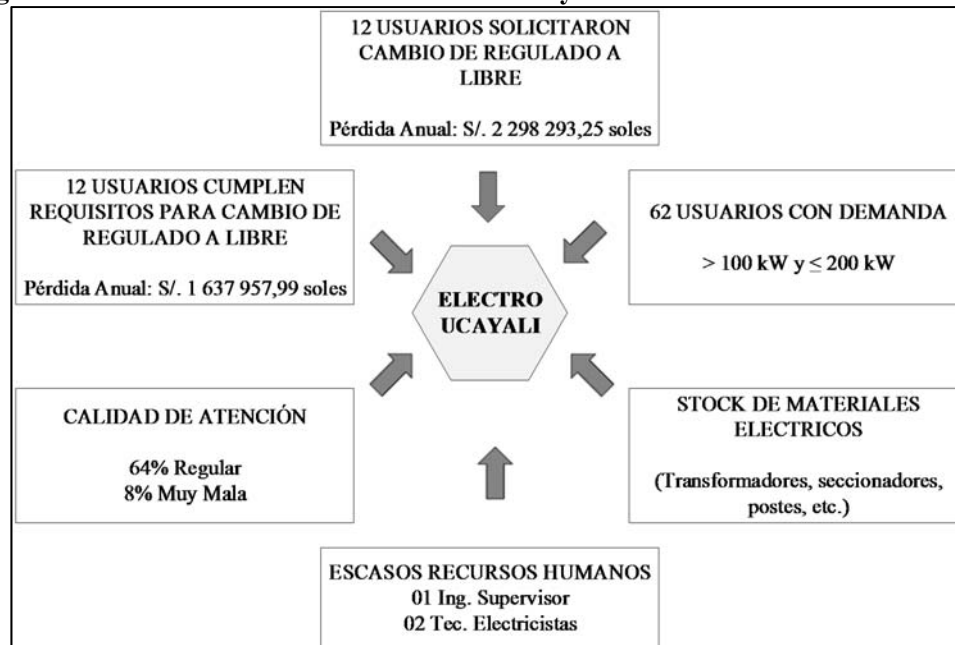 12 USUARIOS SOLICITARON
CAMBIO DE REGULADO A
LIBRE
Pérdida Anual: S/. 2 298 293,25 soles
12 USUARIOS CUMPLEN
REQUISITOS PARA CAMBIO DE
REGULADO A LIBRE
Pérdida Anual: S/. 1 637 957,99 soles
62 USUARIOS CON DEMANDA
> 100 kW y ≤ 200 kW
ELECTRO
UCAYALI
CALIDAD DE ATENCIÓN
64% Regular
8% Muy Mala
STOCK DE MATERIALES
ELECTRICOS
(Transformadores, seccionadores,
postes, etc.)
ESCASOS RECURSOS HUMANOS
01 Ing. Supervisor
02 Tec. Electricistas